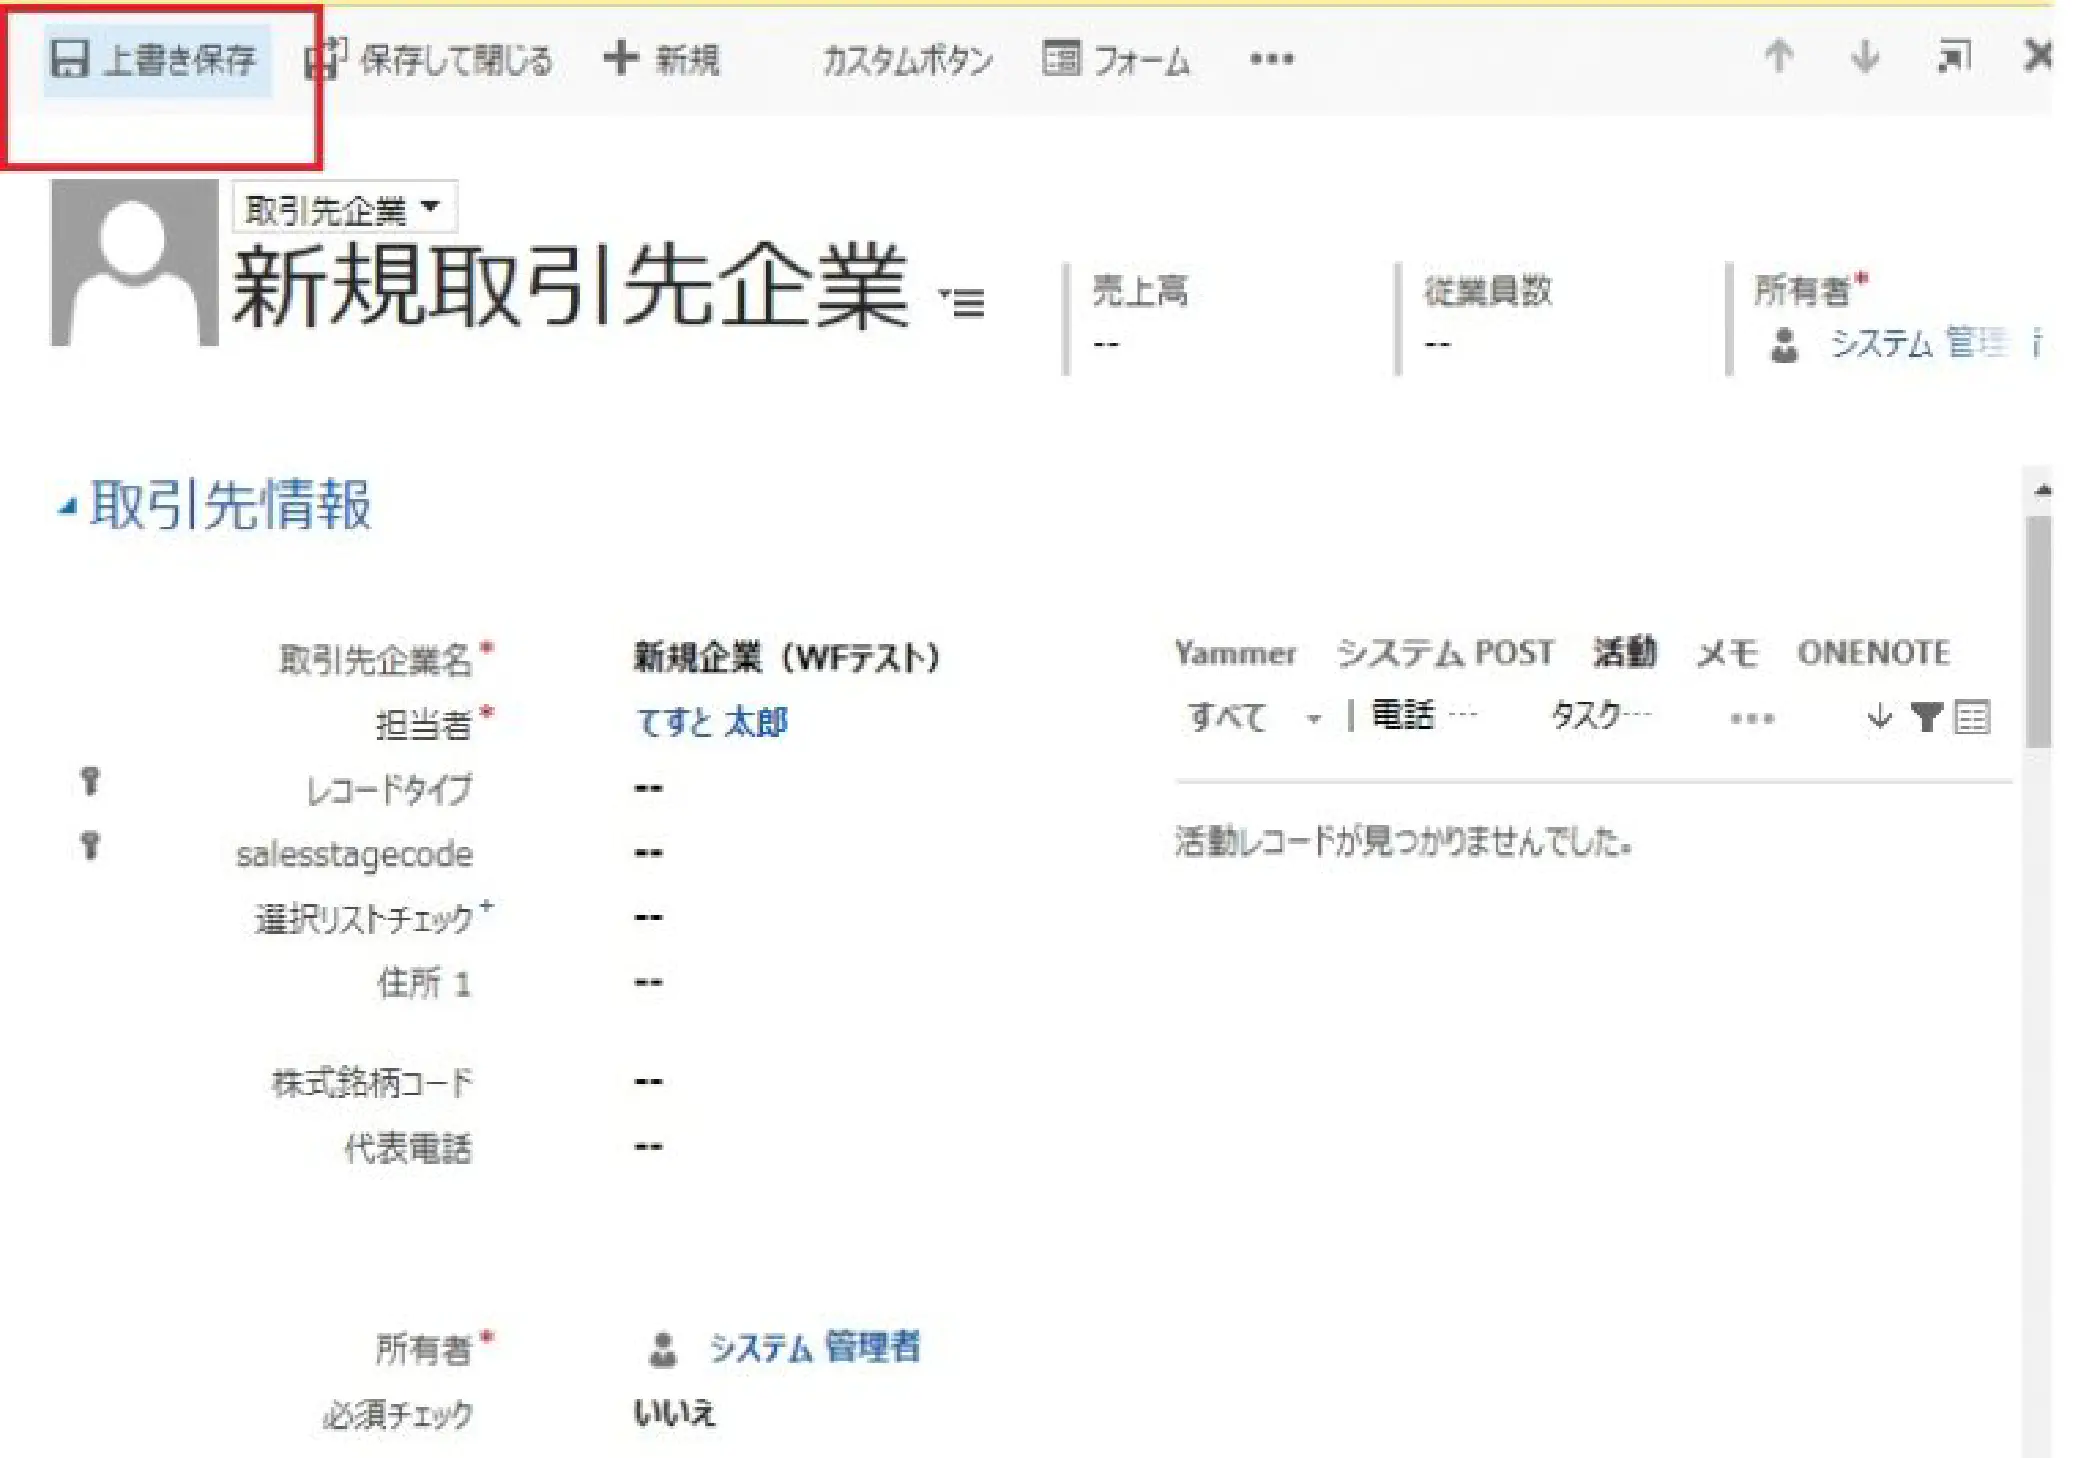 上書き保存 保存して閉じる 新規 カスタムボタン フォーム
取引先企業
新規取引先企業
売上高 従業員数 所有者*
-- -- システム 管理
取引先情報
取引先企業名* 新規企業（WFテスト）
担当者* てすと 太郎
レコードタイプ --
salesstagecode --
選択リストチェック+ --
住所 1 --
株式銘柄コード --
代表電話 --
所有者* システム 管理者
必須チェック いいえ
Yammer システム POST 活動 メモ ONENOTE
すべて | 電話 … タスク…
活動レコードが見つかりませんでした。